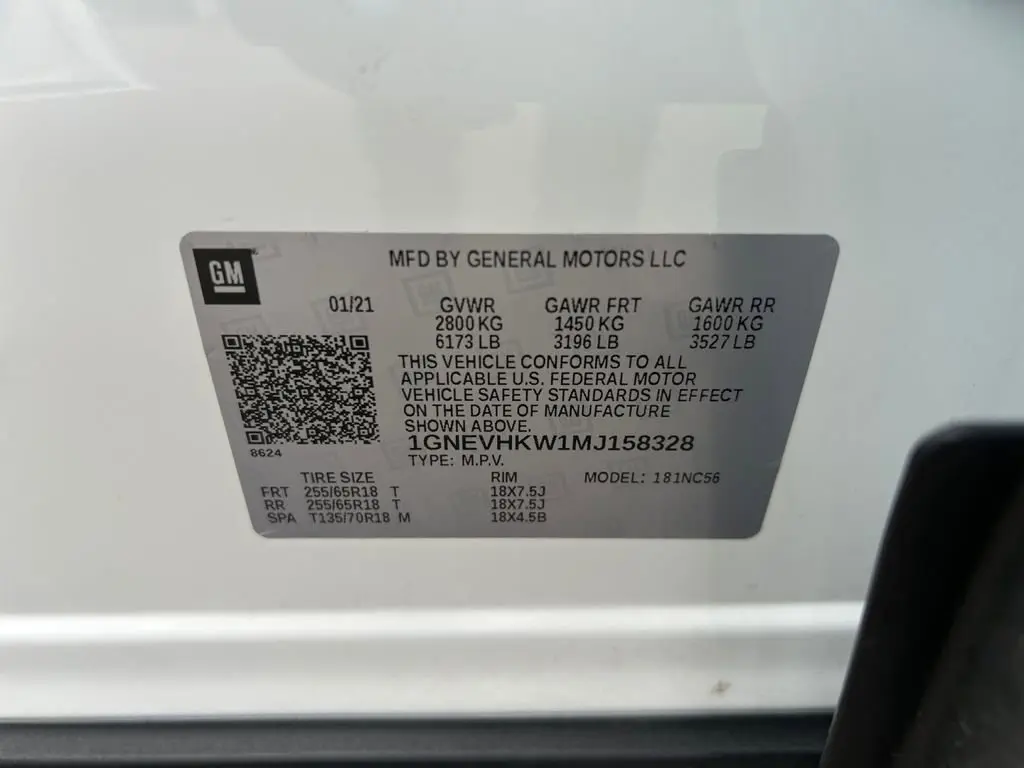 GM
MFD BY GENERAL MOTORS LLC
01/21 GVWR GAWR FRT GAWR RR
2800 KG 1450 KG 1600 KG
6173 LB 3196 LB 3527 LB
THIS VEHICLE CONFORMS TO ALL
APPLICABLE U.S. FEDERAL MOTOR
VEHICLE SAFETY STANDARDS IN EFFECT
ON THE DATE OF MANUFACTURE
SHOWN ABOVE.
1GNEVHKW1MJ158328
8624
TYPE: M.P.V.
TIRE SIZE RIM MODEL: 181NC56
FRT 255/65R18 T 18X7.5J
RR 255/65R18 T 18X7.5J
SPA T135/70R18 M 18X4.5B